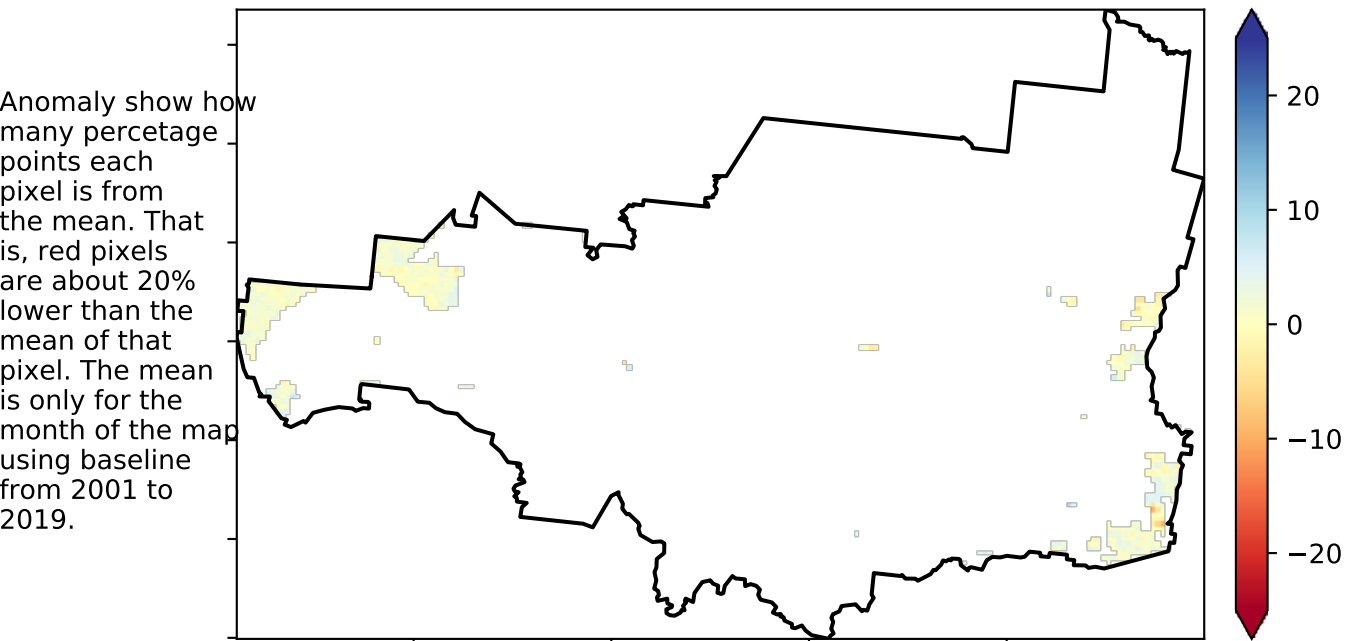 Anomaly show how
many percetage
points each
pixel is from
the mean. That
is, red pixels
are about 20%
lower than the
mean of that
pixel. The mean
is only for the
month of the map
using baseline
from 2001 to
2019.
20
10
0
−10
−20